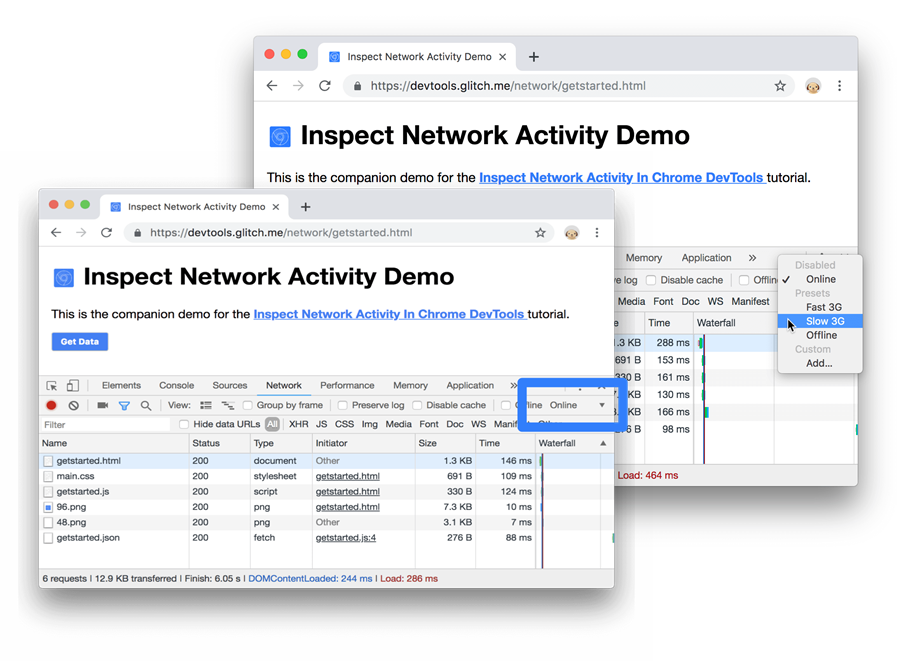 Inspect Network Activity Demo
https://devtools.glitch.me/network/getstarted.html
Inspect Network Activity Demo
This is the companion demo for the Inspect Network Activity In Chrome DevTools tutorial.
Memory Application »
log Disable cache
Media Font Doc WS Manifest
Time Waterfall
1.3 KB 288 ms
691 B 153 ms
330 B 161 ms
130 ms
166 ms
6 B 98 ms
Load: 464 ms
Disabled
✓ Online
Presets
Fast 3G
Slow 3G
Offline
Custom
Add...
Inspect Network Activity Demo
https://devtools.glitch.me/network/getstarted.html
Inspect Network Activity Demo
This is the companion demo for the Inspect Network Activity In Chrome DevTools tutorial.
Get Data
Elements Console Sources Network Performance Memory Application »
View: Group by frame Preserve log Disable cache Online
Filter Hide data URLs All XHR JS CSS Img Media Font Doc WS
Name Status Type Initiator Size Time Waterfall
getstarted.html 200 document Other 1.3 KB 146 ms
main.css 200 stylesheet getstarted.html 691 B 109 ms
getstarted.js 200 script getstarted.html 330 B 124 ms
96.png 200 png getstarted.html 7.3 KB 10 ms
48.png 200 png Other 3.1 KB 7 ms
getstarted.json 200 fetch getstarted.js:4 276 B 88 ms
6 requests | 12.9 KB transferred | Finish: 6.05 s | DOMContentLoaded: 244 ms | Load: 286 ms